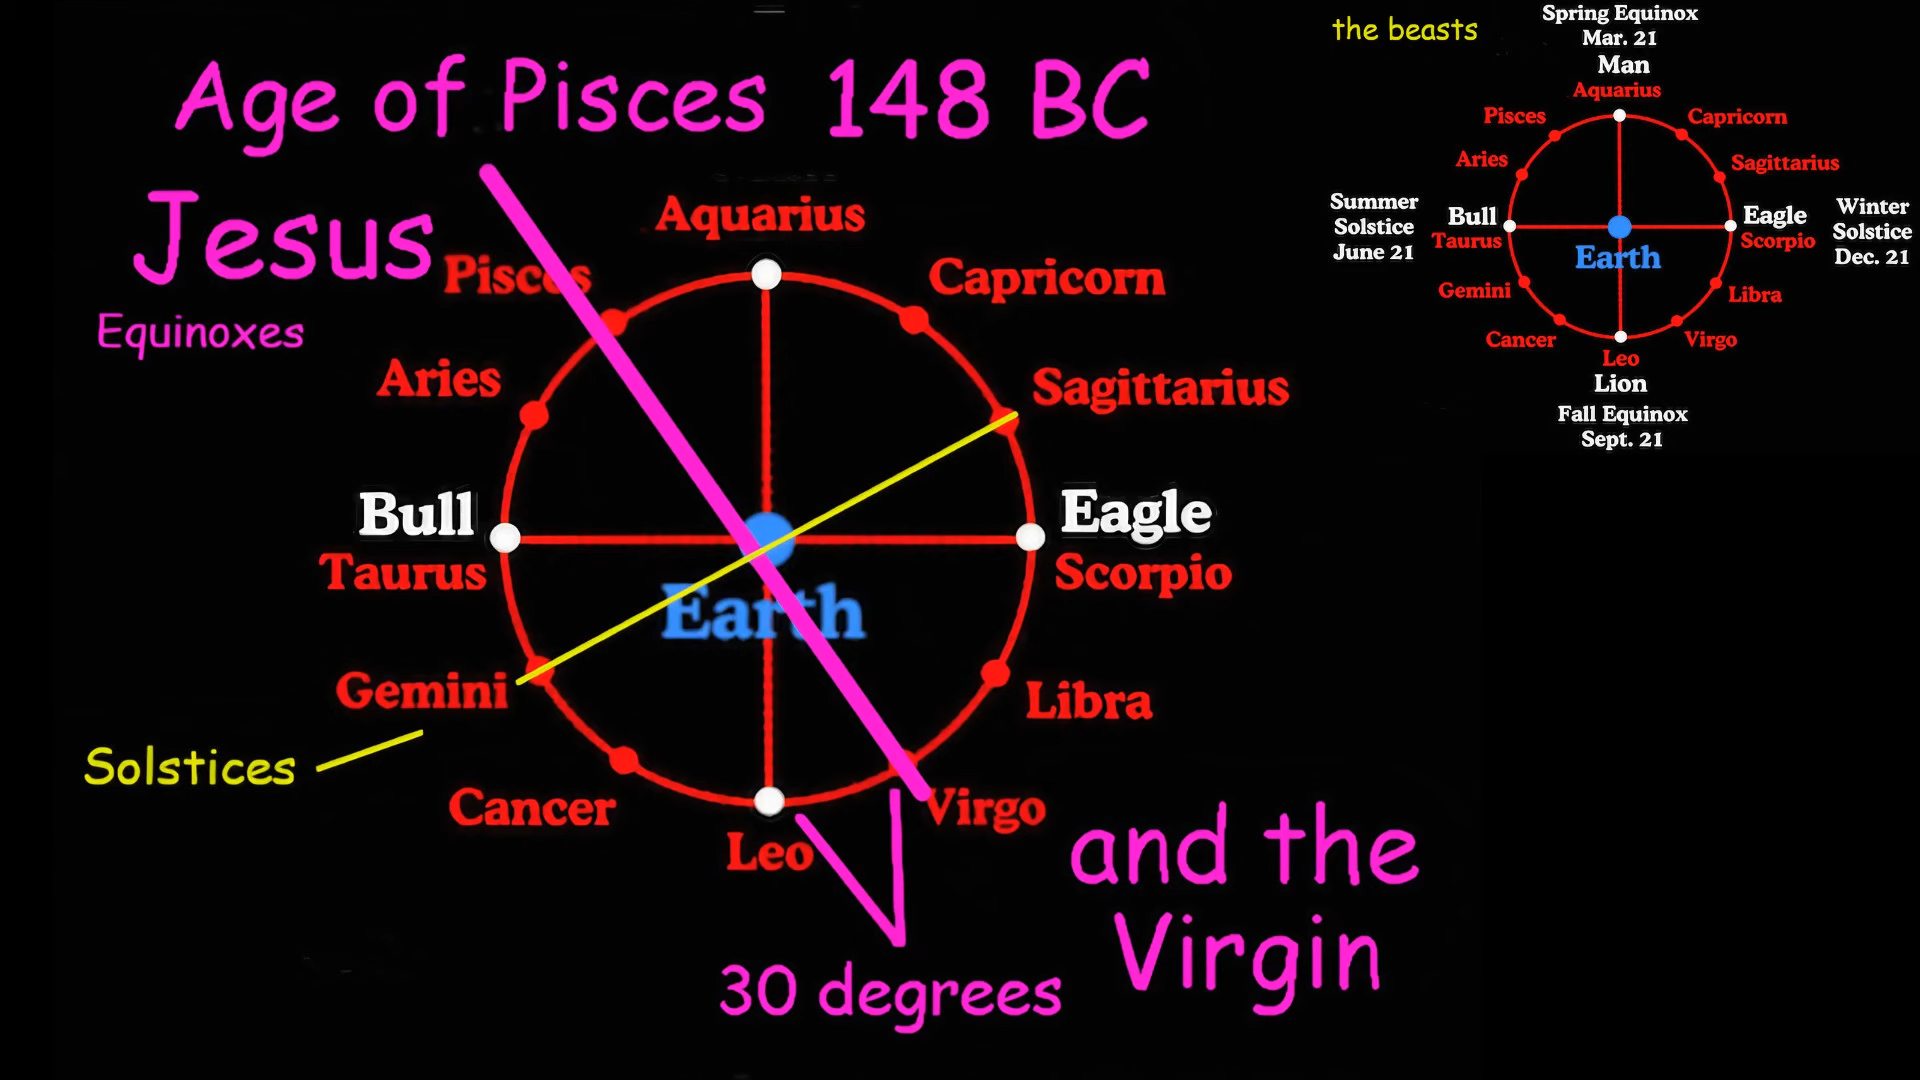 Age of Pisces 148 BC
Jesus
Equinoxes
Aquarius
Pisces
Capricorn
Aries
Sagittarius
Bull
Taurus
Eagle
Scorpio
Earth
Gemini
Libra
Solstices
Cancer
Leo
Virgo
and the
Virgin
30 degrees
the beasts
Spring Equinox
Mar. 21
Man
Aquarius
Pisces
Capricorn
Aries
Sagittarius
Summer
Solstice
June 21
Bull
Taurus
Eagle
Scorpio
Winter
Solstice
Dec. 21
Earth
Gemini
Libra
Cancer
Virgo
Leo
Lion
Fall Equinox
Sept. 21